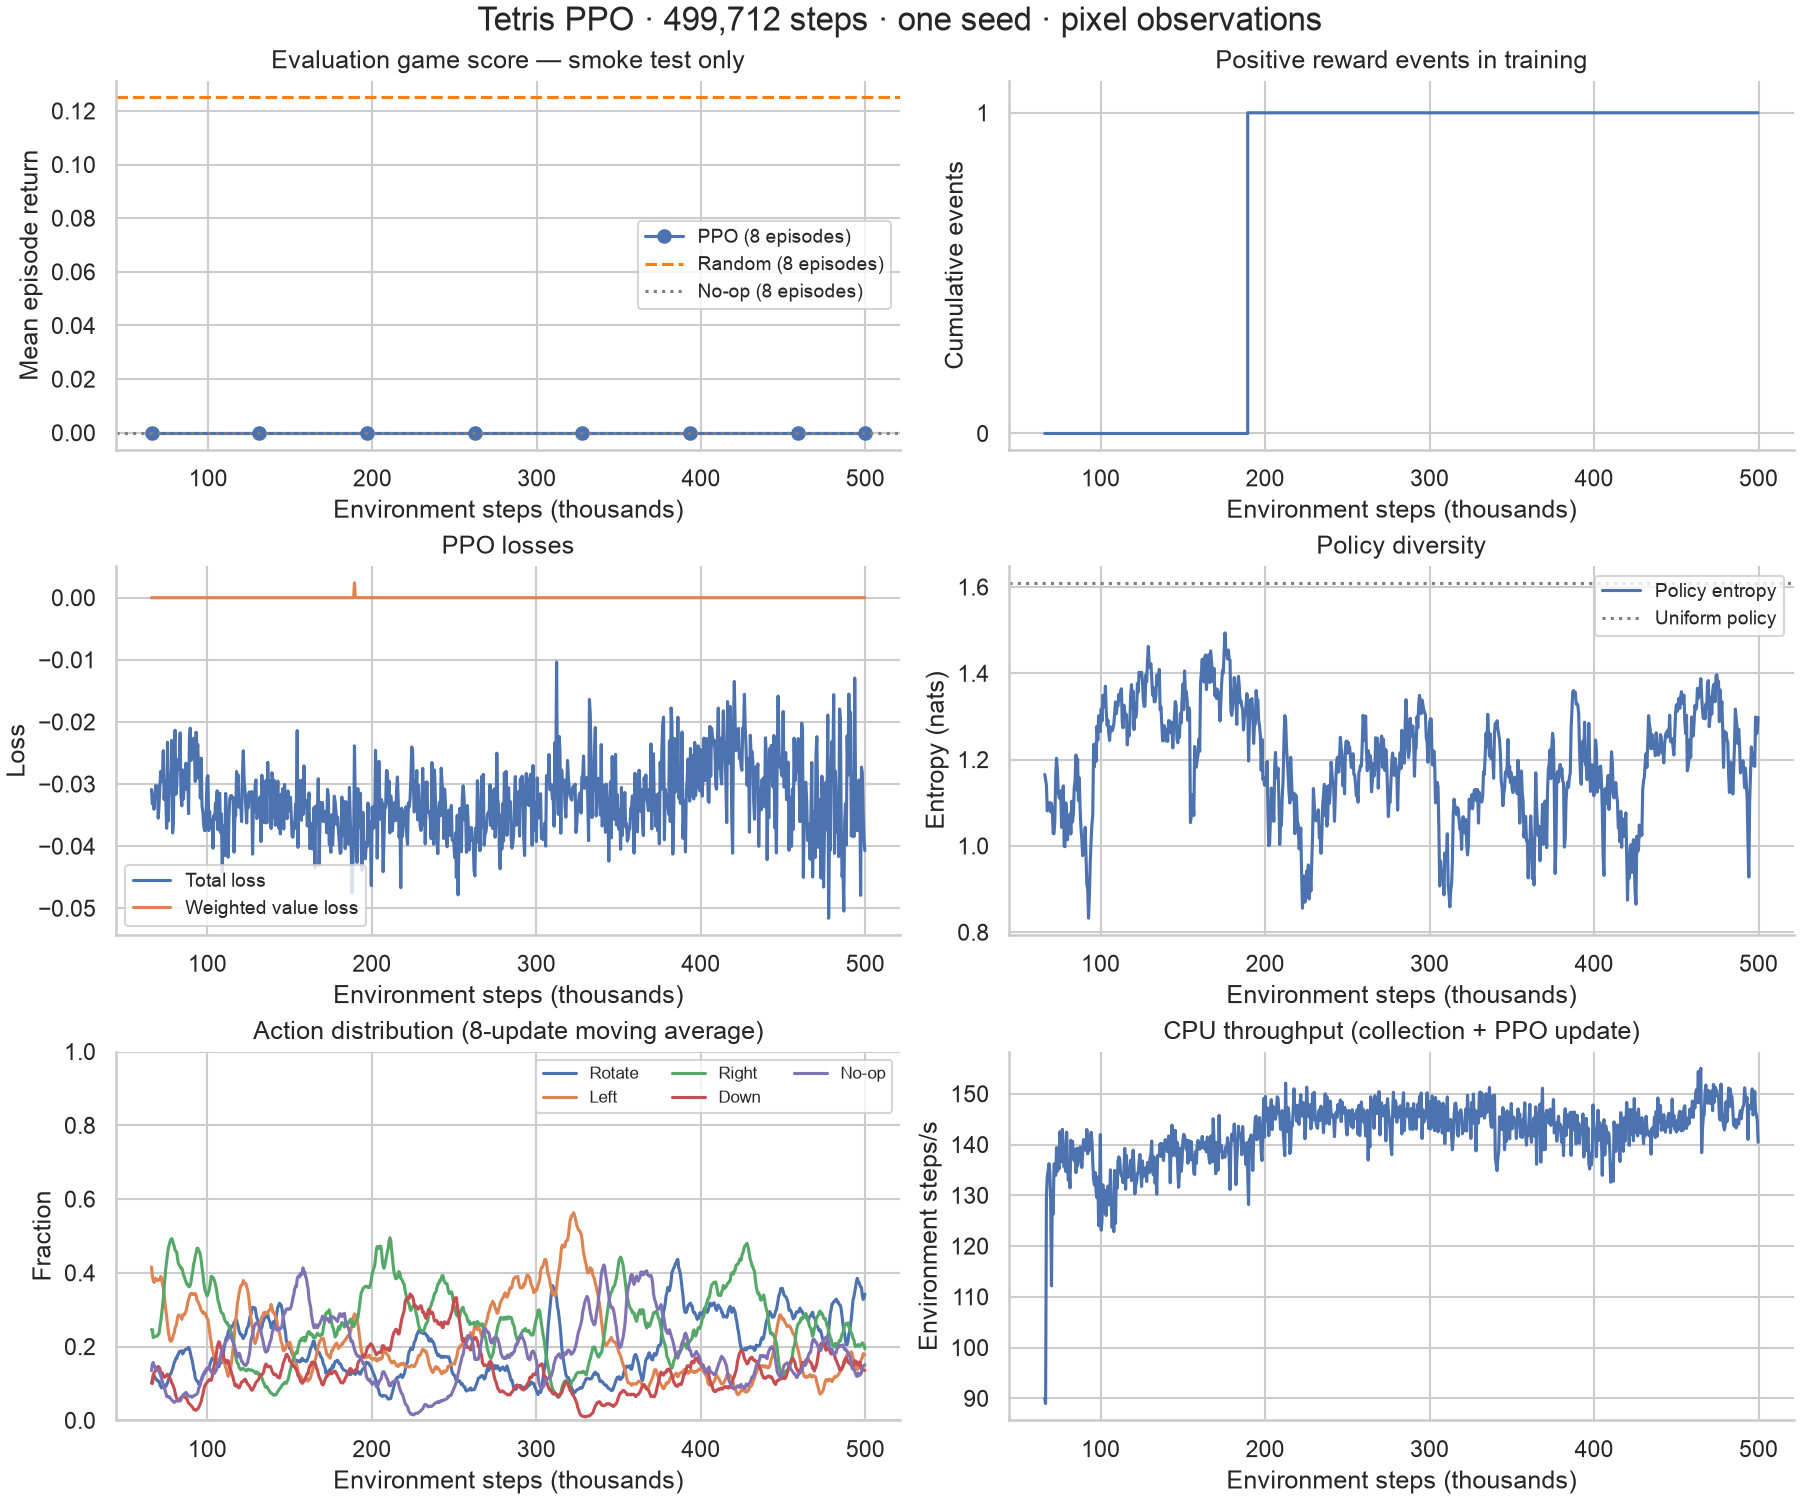 Tetris PPO · 499,712 steps · one seed · pixel observations
Evaluation game score — smoke test only
Mean episode return
0.12
0.10
0.08
0.06
0.04
0.02
0.00
PPO (8 episodes)
Random (8 episodes)
No-op (8 episodes)
100 200 300 400 500
Environment steps (thousands)
Positive reward events in training
Cumulative events
1
0
100 200 300 400 500
Environment steps (thousands)
PPO losses
Loss
0.00
−0.01
−0.02
−0.03
−0.04
−0.05
Total loss
Weighted value loss
100 200 300 400 500
Environment steps (thousands)
Policy diversity
Entropy (nats)
1.6
1.4
1.2
1.0
0.8
Policy entropy
Uniform policy
100 200 300 400 500
Environment steps (thousands)
Action distribution (8-update moving average)
Fraction
1.0
0.8
0.6
0.4
0.2
0.0
Rotate Right No-op
Left Down
100 200 300 400 500
Environment steps (thousands)
CPU throughput (collection + PPO update)
Environment steps/s
150
140
130
120
110
100
90
100 200 300 400 500
Environment steps (thousands)